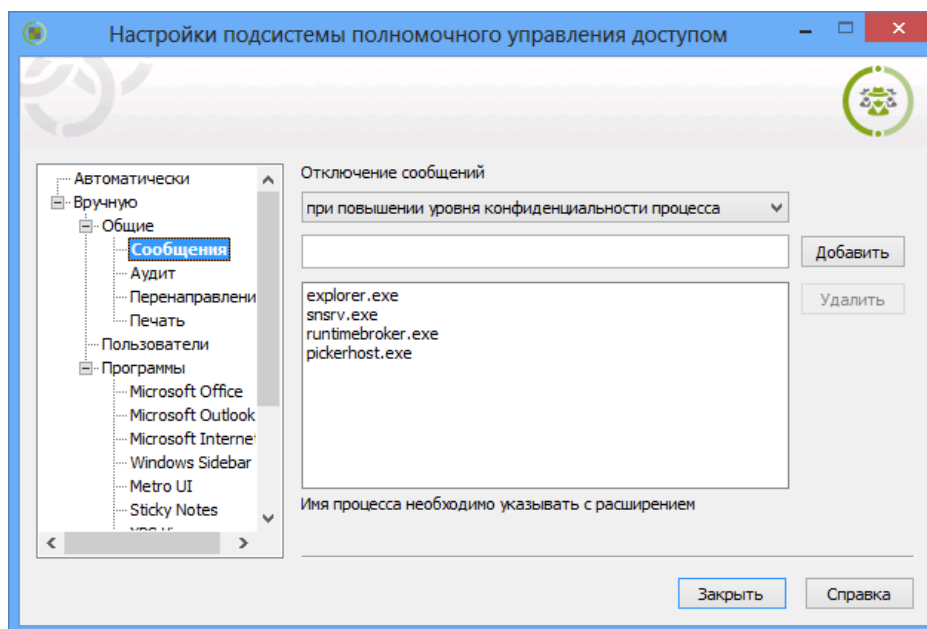 Настройки подсистемы полномочного управления доступом
Автоматически
Вручную
Общие
Сообщения
Аудит
Перенаправлени
Печать
Пользователи
Программы
Microsoft Office
Microsoft Outlook
Microsoft Interne
Windows Sidebar
Metro UI
Sticky Notes
Отключение сообщений
при повышении уровня конфиденциальности процесса
Добавить
explorer.exe
snsrv.exe
runtimebroker.exe
pickerhost.exe
Удалить
Имя процесса необходимо указывать с расширением
Закрыть
Справка